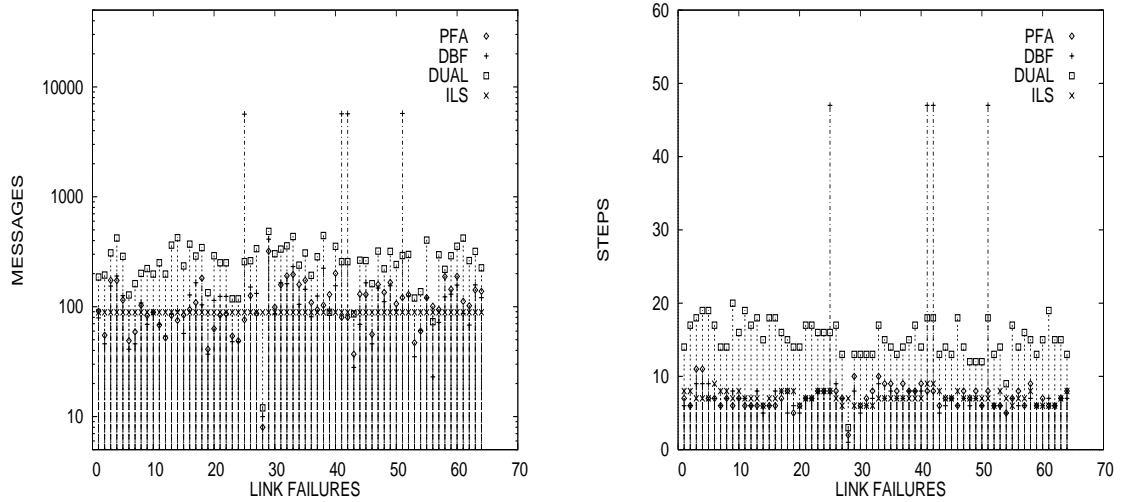 MESSAGES
10000
1000
100
10
0 10 20 30 40 50 60 70
LINK FAILURES
PFA
DBF
DUAL
ILS
STEPS
60
50
40
30
20
10
0
0 10 20 30 40 50 60 70
LINK FAILURES
PFA
DBF
DUAL
ILS